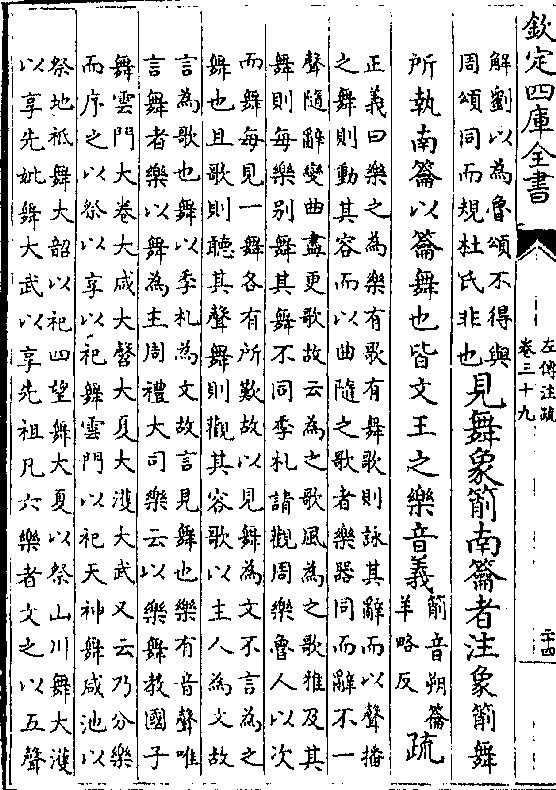 欽定四庫全書
左傳注疏
卷三十九
二十四
解劉以為魯頌不得與
周頌同而規杜氏非也
見舞象箾南籥者注象箾舞
所執南籥以籥舞也皆文王之樂音義
箾音朔籥
羊略反
疏
正義曰樂之為樂有歌有舞歌則詠其辭而以聲播
之舞則動其容而以曲隨之歌者樂器同而辭不一
聲隨辭變曲盡更歌故云為之歌風為之歌雅及其
舞則每樂别舞其舞不同季札請觀周樂魯人以次
而舞每見一舞各有所歎故以見舞為文不言為之
舞也且歌則聽其聲舞則觀其容歌以主人為文故
言為歌也舞以季札為文故言見舞也樂有音聲唯
言舞者樂以舞為主周禮大司樂云以樂舞教國子
舞雲門大卷大咸大㲈大夏大濩大武又云乃分樂
而序之以祭以享以祀舞雲門以祀天神舞咸池以
祭地祗舞大韶以祀四望舞大夏以祭山川舞大濩
以享先妣舞大武以享先祖凡六樂者文之以五聲